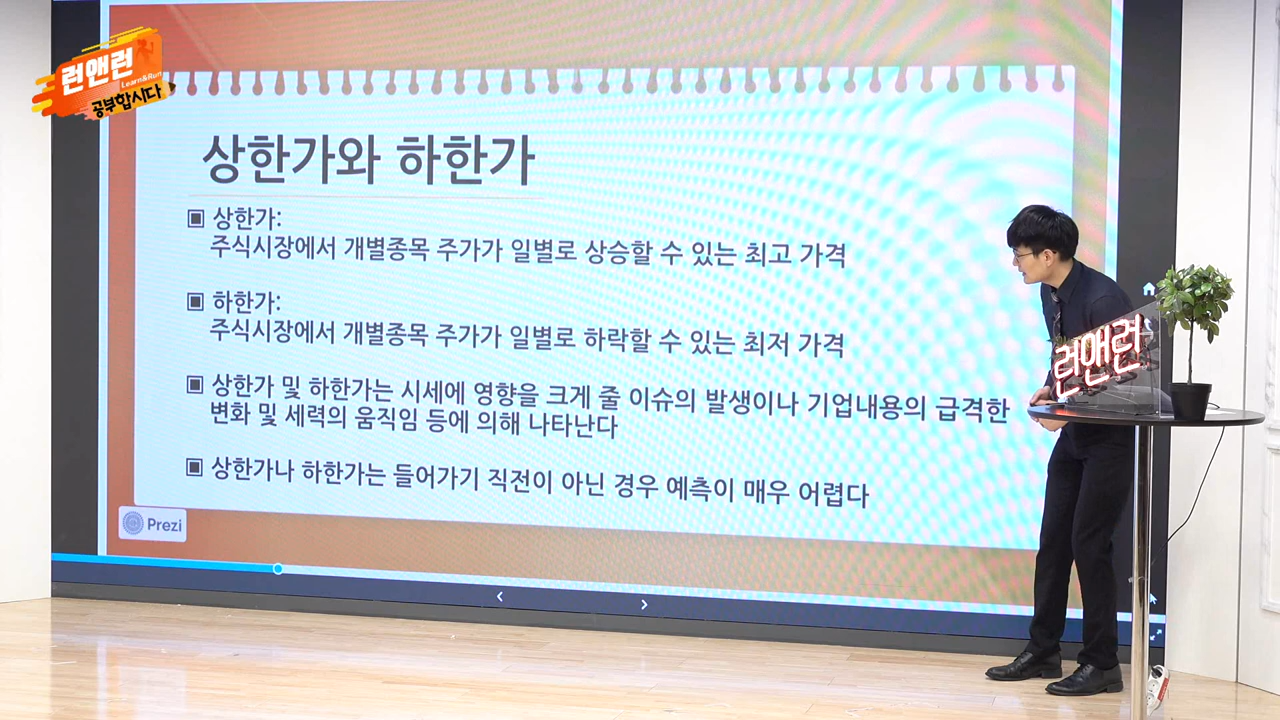 런앤런
Learn&Run
공부합시다
상한가와 하한가
▣ 상한가:
주식시장에서 개별종목 주가가 일별로 상승할 수 있는 최고 가격
▣ 하한가:
주식시장에서 개별종목 주가가 일별로 하락할 수 있는 최저 가격
▣ 상한가 및 하한가는 시세에 영향을 크게 줄 이슈의 발생이나 기업내용의 급격한
변화 및 세력의 움직임 등에 의해 나타난다
▣ 상한가나 하한가는 들어가기 직전이 아닌 경우 예측이 매우 어렵다
Prezi
런앤런